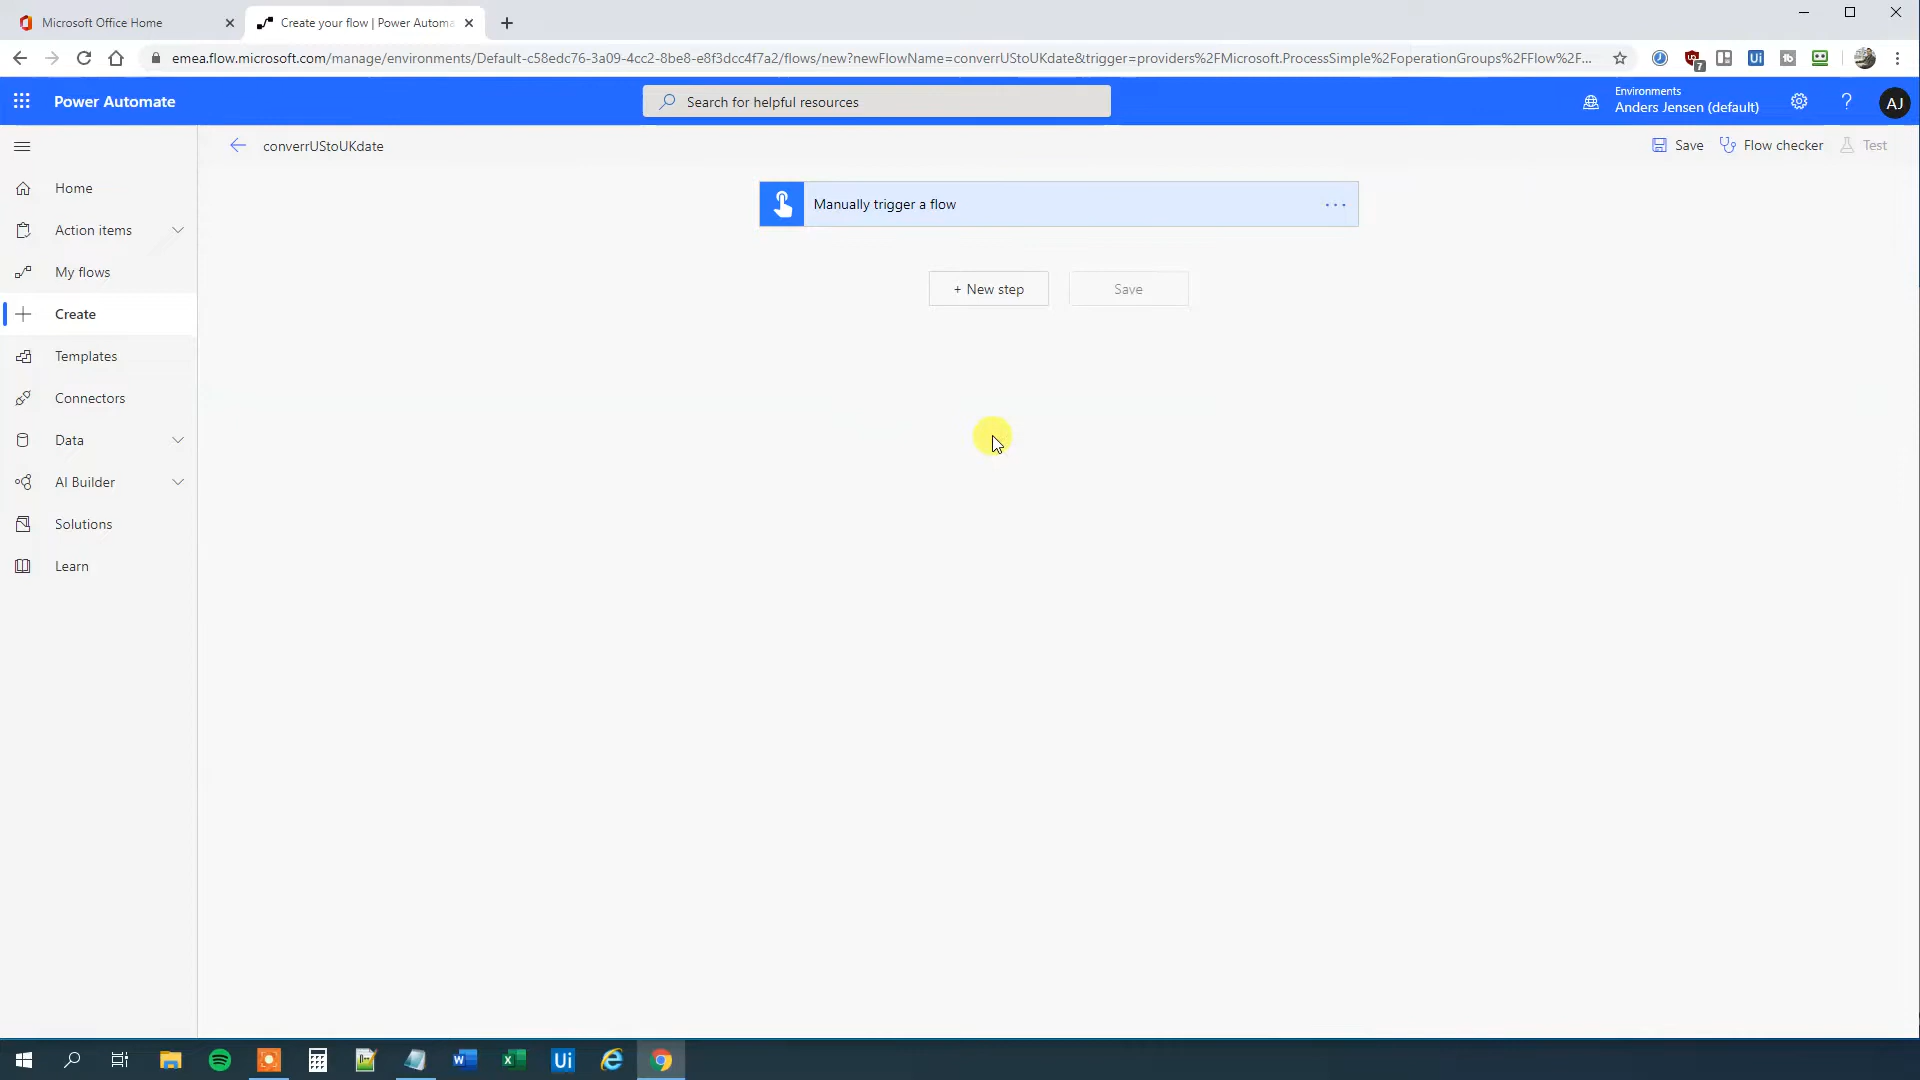 Microsoft Office Home
Create your flow | Power Automa
emea.flow.microsoft.com/manage/environments/Default-c58edc76-3a09-4cc2-8be8-e8f3dcc4f7a2/flows/new?newFlowName=converrUStoUKdate&trigger=providers%2FMicrosoft.ProcessSimple%2FoperationGroups%2FFlow%2F...
7
Power Automate
Search for helpful resources
Environments
Anders Jensen (default)
?
AJ
converrUStoUKdate
Save
Flow checker
Test
Home
Action items
My flows
Create
Templates
Connectors
Data
AI Builder
Solutions
Learn
Manually trigger a flow
...
+ New step
Save